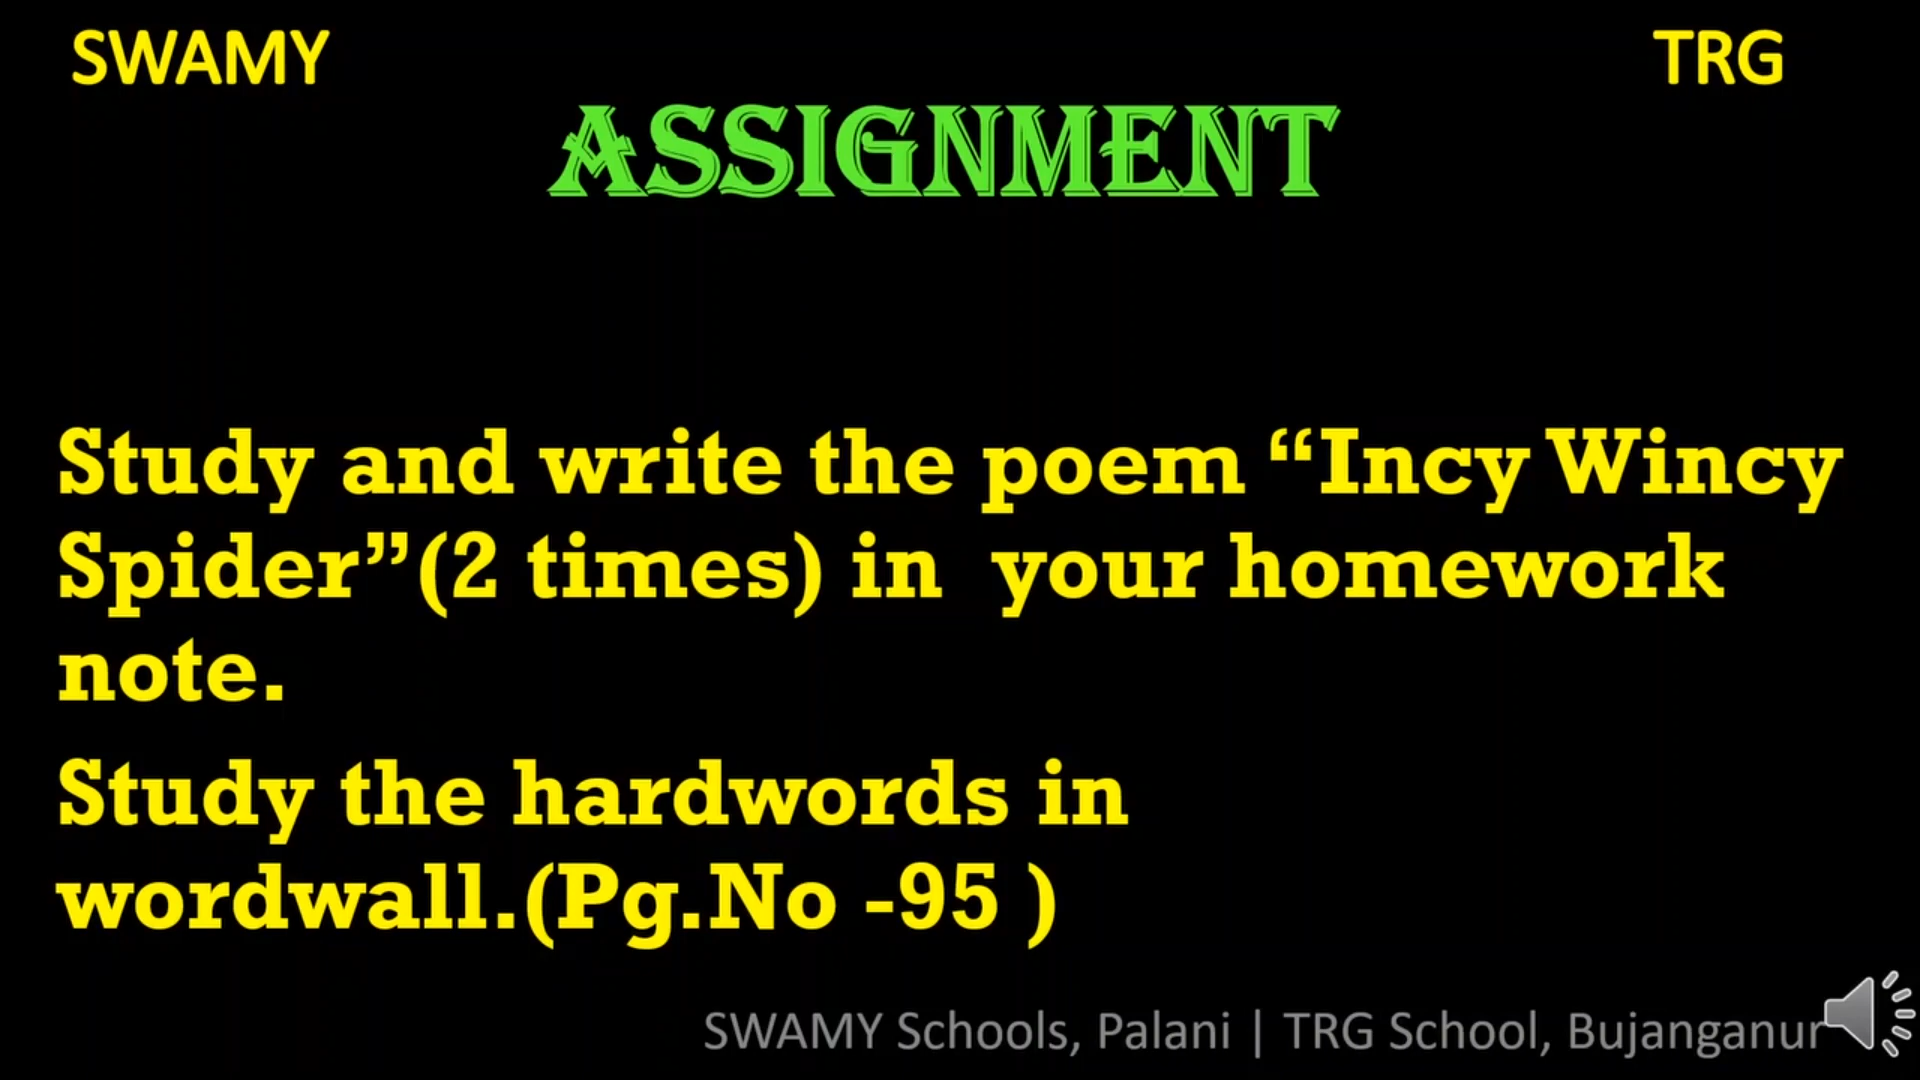 SWAMY
TRG
ASSIGNMENT
Study and write the poem “Incy Wincy
Spider”(2 times) in  your homework
note.
Study the hardwords in
wordwall.(Pg.No -95 )
SWAMY Schools, Palani | TRG School, Bujanganur